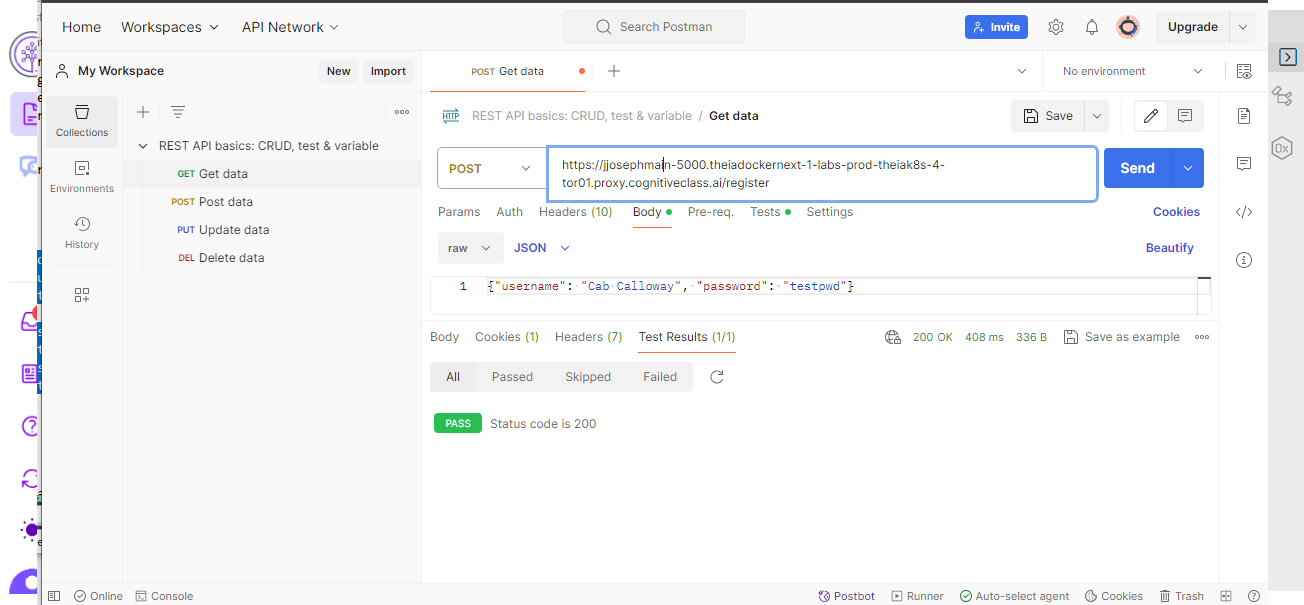 Home Workspaces API Network Search Postman Invite Upgrade
My Workspace New Import POST Get data No environment
Collections
Environments
History
REST API basics: CRUD, test & variable
GET Get data
POST Post data
PUT Update data
DEL Delete data
HTTP REST API basics: CRUD, test & variable / Get data Save
POST
https://jjosephmain-5000.theiadockernext-1-labs-prod-theiak8s-4-
tor01.proxy.cognitiveclass.ai/register
Send
Params Auth Headers (10) Body Pre-req. Tests Settings Cookies
raw JSON Beautify
1 {"username": "Cab Calloway", "password": "testpwd"}
Body Cookies (1) Headers (7) Test Results (1/1) 200 OK 408 ms 336 B Save as example
All Passed Skipped Failed
PASS Status code is 200
Online Console Postbot Runner Auto-select agent Cookies Trash
0x